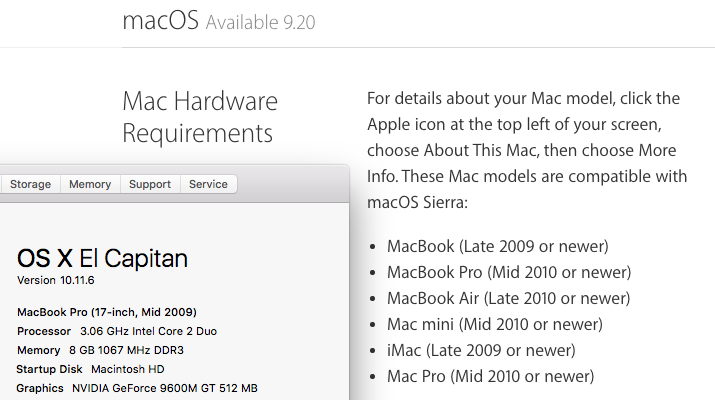 macOS Available 9.20
Mac Hardware
Requirements
For details about your Mac model, click the
Apple icon at the top left of your screen,
choose About This Mac, then choose More
Info. These Mac models are compatible with
macOS Sierra:
• MacBook (Late 2009 or newer)
• MacBook Pro (Mid 2010 or newer)
• MacBook Air (Late 2010 or newer)
• Mac mini (Mid 2010 or newer)
• iMac (Late 2009 or newer)
• Mac Pro (Mid 2010 or newer)
Storage Memory Support Service
OS X El Capitan
Version 10.11.6
MacBook Pro (17-inch, Mid 2009)
Processor 3.06 GHz Intel Core 2 Duo
Memory 8 GB 1067 MHz DDR3
Startup Disk Macintosh HD
Graphics NVIDIA GeForce 9600M GT 512 MB